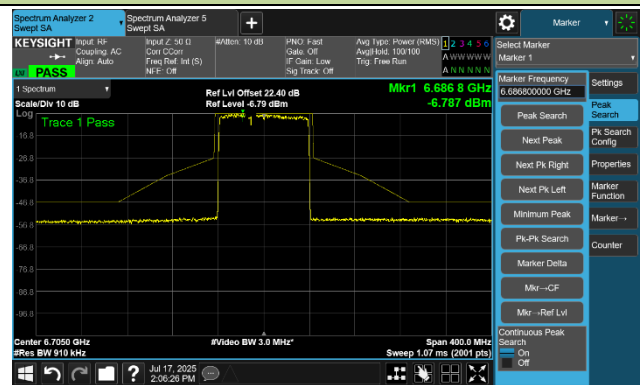 Spectrum Analyzer 2
Swept SA
Spectrum Analyzer 5
Swept SA
Marker
KEYSIGHT
Input: RF
Coupling: AC
Align: Auto
Input Z: 50 Ω
Corr CCorr
Freq Ref: Int (S)
NFE: Off
#Atten: 10 dB
PNO: Fast
Gate: Off
IF Gain: Low
Sig Track: Off
Avg Type: Power (RMS)
Avg|Hold: 100/100
Trig: Free Run
1 2 3 4 5 6
A W W W W W
A N N N N N
LW PASS
Select Marker
Marker 1
1 Spectrum
Scale/Div 10 dB
Ref Lvl Offset 22.40 dB
Ref Level -6.79 dBm
Mkr1 6.686 8 GHz
-6.787 dBm
Log
Trace 1 Pass
-16.8
-26.8
-36.8
-46.8
-56.8
-66.8
-76.8
-86.8
-96.8
Center 6.7050 GHz
#Res BW 910 kHz
#Video BW 3.0 MHz*
Span 400.0 MHz
Sweep 1.07 ms (2001 pts)
Marker Frequency
6.686800000 GHz
Peak Search
Next Peak
Next Pk Right
Next Pk Left
Minimum Peak
Pk-Pk Search
Marker Delta
Mkr→CF
Mkr→Ref Lvl
Continuous Peak
Search
On
Off
Settings
Peak
Search
Pk Search
Config
Properties
Marker
Function
Marker→
Counter
?
Jul 17, 2025
2:06:26 PM